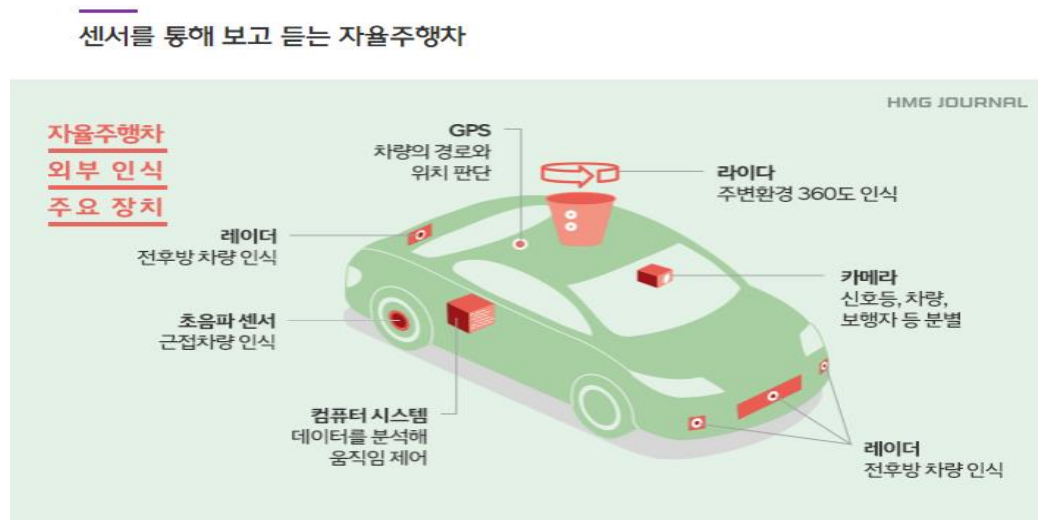 센서를 통해 보고 듣는 자율주행차
HMG JOURNAL
자율주행차
외부 인식
주요 장치
GPS
차량의 경로와
위치 판단
라이다
주변환경 360도 인식
레이더
전후방 차량 인식
카메라
신호등, 차량,
보행자 등 분별
초음파 센서
근접차량 인식
컴퓨터 시스템
데이터를 분석해
움직임 제어
레이더
전후방 차량 인식